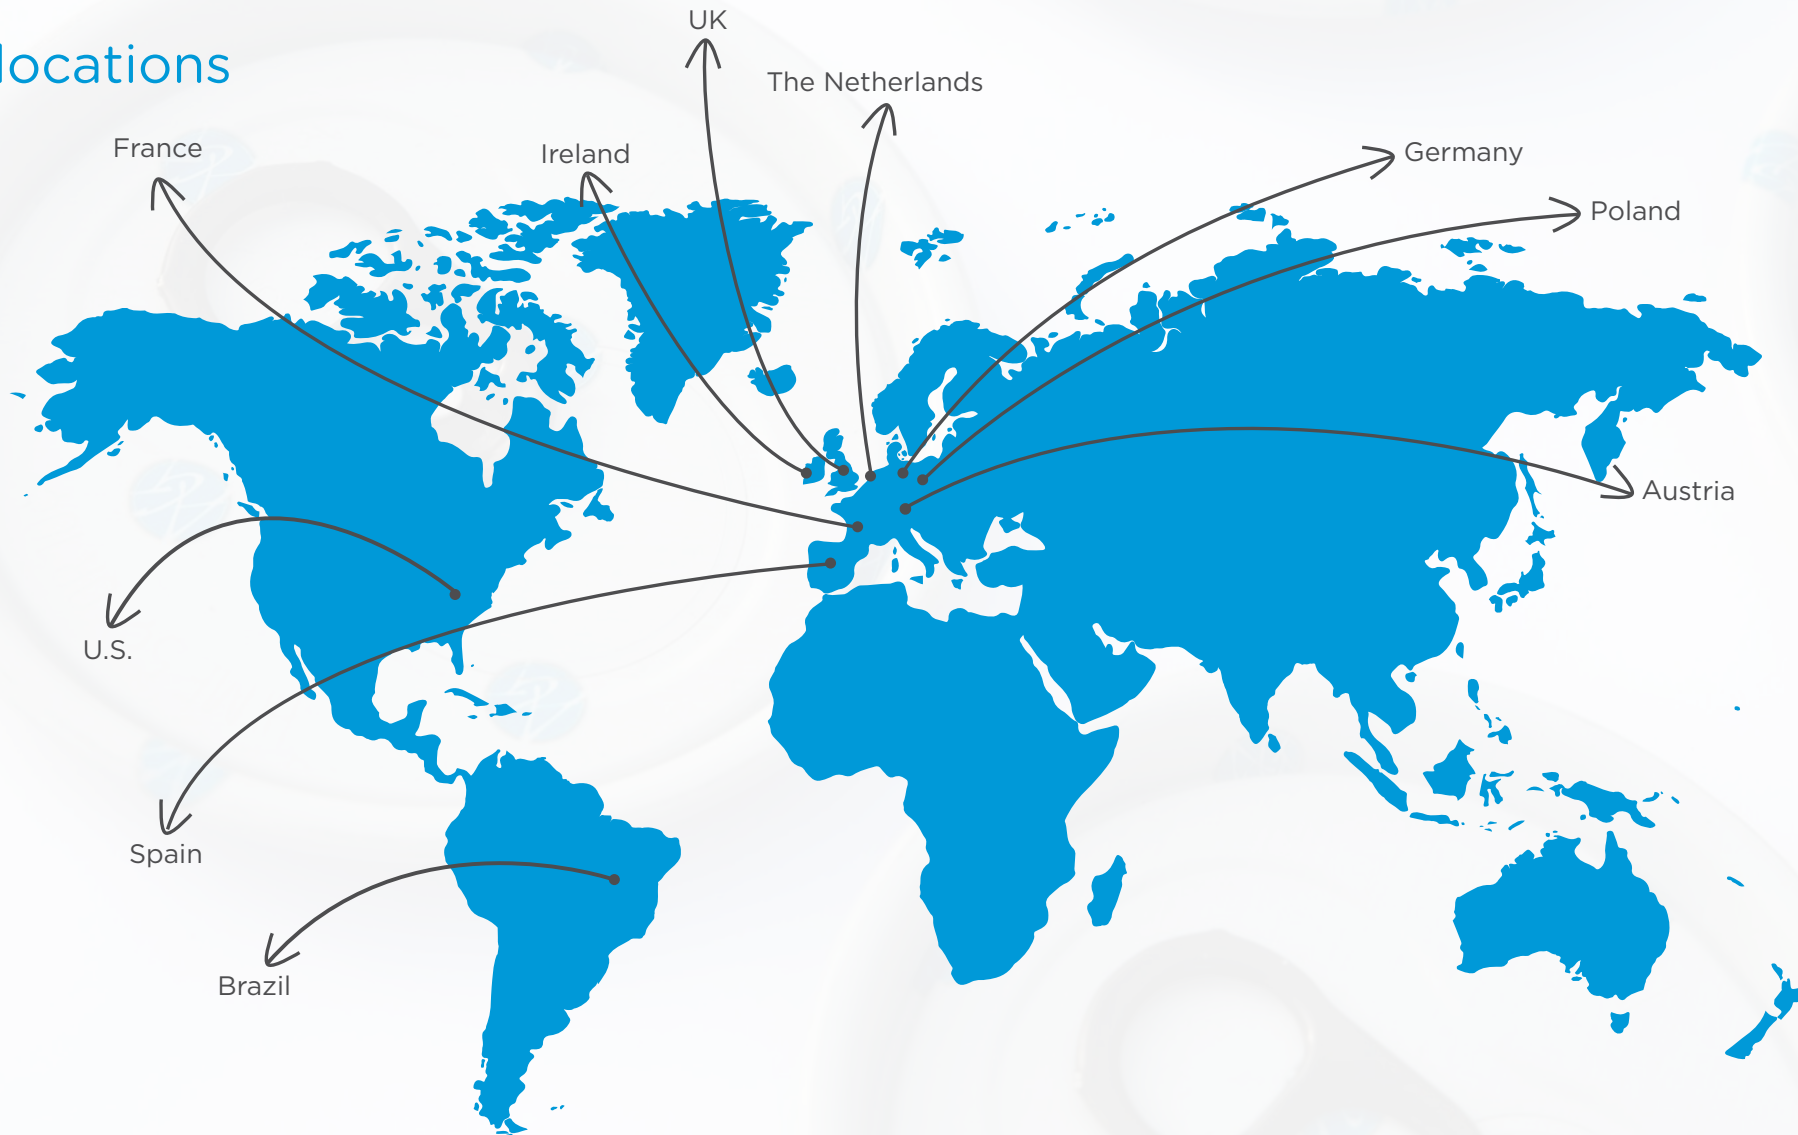 locations
UK
The Netherlands
France
Ireland
Germany
Poland
Austria
U.S.
Spain
Brazil